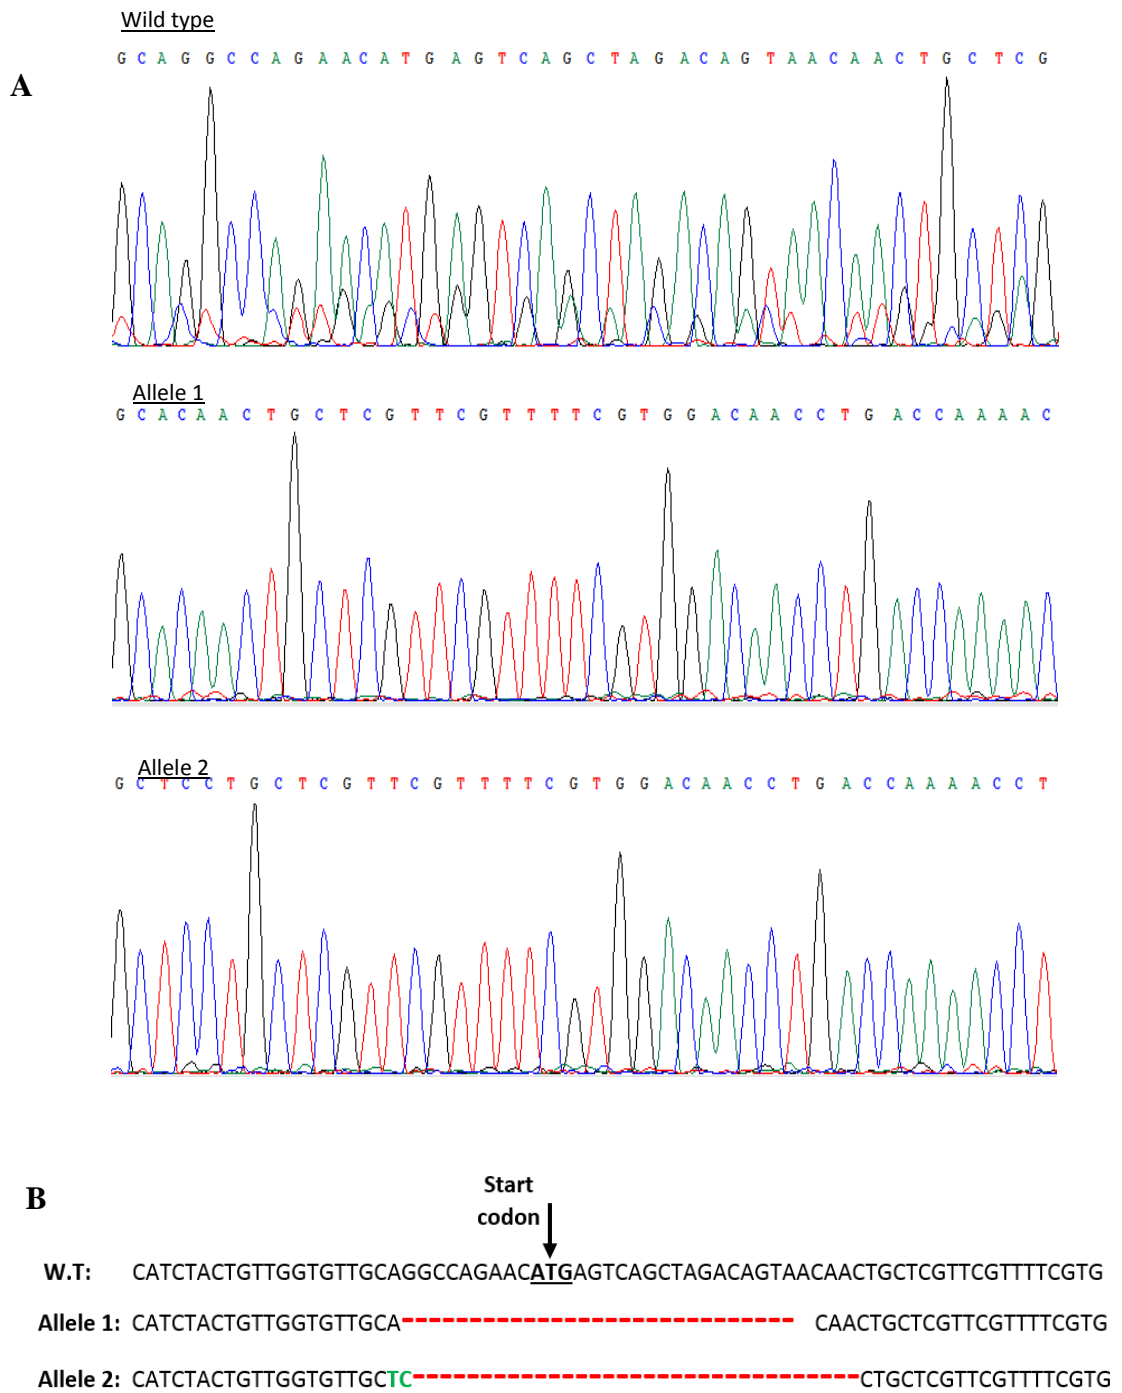 Wild type
G C A G G C C A G A A C A T G A G T C A G C T A G A C A G T A A C A A C T G C T C G
A
Allele 1
G C A C A A C T G C T C G T T C G T T T T C G T G G A C A A C C T G A C C A A A A C
Allele 2
G C T C C T G C T C G T T C G T T T T C G T G G A C A A C C T G A C C A A A A C C T
B
Start
codon
W.T: CATCTACTGTTGGTGTTGCAGGCCAGAACATGAGTCAGCTAGACAGTAACAACTGCTCGTTCGTTTTCGTG
Allele 1: CATCTACTGTTGGTGTTGCA------------------------------ CAACTGCTCGTTCGTTTTCGTG
Allele 2: CATCTACTGTTGGTGTTGCTC----------------------------------CTGCTCGTTCGTTTTCGTG